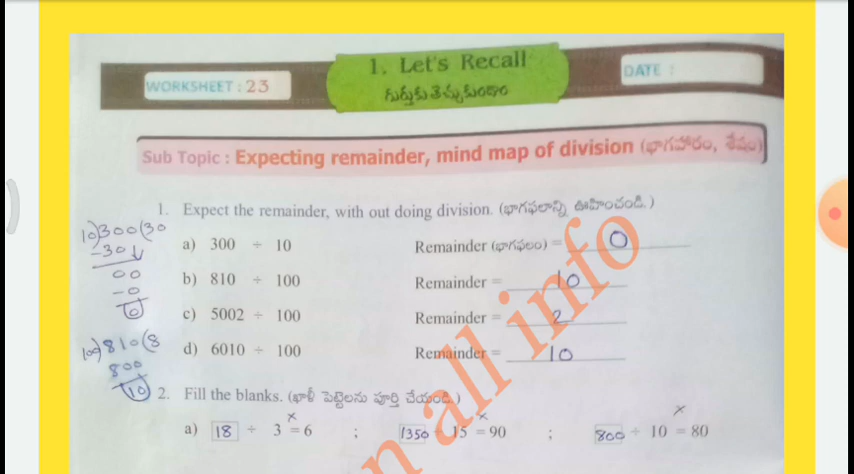 1. Let's Recall
గుర్తుకు తెచ్చుకుందాం
WORKSHEET : 23
DATE :
Sub Topic : Expecting remainder, mind map of division (భాగహారం, శేషం)
1. Expect the remainder, with out doing division. (భాగఫలాన్ని ఊహించండి.)
a) 300 ÷ 10 Remainder (భాగఫలం) = 0
b) 810 ÷ 100 Remainder = 10
c) 5002 ÷ 100 Remainder = 2
d) 6010 ÷ 100 Remainder = 10
10)300(30
-30↓
00
-0
0
100)810(8
800
10
2. Fill the blanks. (ఖాళీ పెట్టెలను పూర్తి చేయండి.)
× × ×
a) 18 ÷ 3 = 6 ; 1350 ÷ 15 = 90 ; 800 ÷ 10 = 80
n all in info